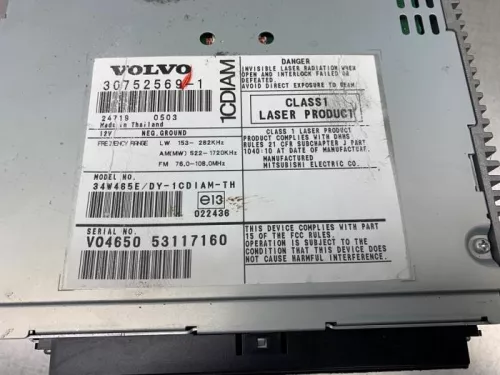 VOLVO
30752569-1
24719 0503
Made in Thailand
1CDIAM
12V NEG.GROUND
FREQUENCY RANGE LW 153- 282KHz
AM(MW) 522-1720KHz
FM 76.0-108.0MHz
MODEL NO.
34W465E/DY-1CDIAM-TH
e13
022436
SERIAL NO.
V04650 53117160
DANGER
INVISIBLE LASER RADIATION WHEN
OPEN AND INTERLOCK FAILED OR
DEFEATED.
AVOID DIRECT EXPOSURE TO BEAM.
CLASS1
LASER PRODUCT
CLASS 1 LASER PRODUCT
PRODUCT COMPLIES WITH DHHS
RULES 21 CFR SUBCHAPTER J PART
1040:10 AT DATE OF MANUFACTURE.
MANUFACTURED
MITSUBISHI ELECTRIC CO.
THIS DEVICE COMPLIES WITH PART
15 OF THE FCC RULES.
OPERATION IS SUBJECT TO THE
CONDITION THAT THIS DEVICE DOES
NOT CAUSE HARMFUL INTERFERENCE.